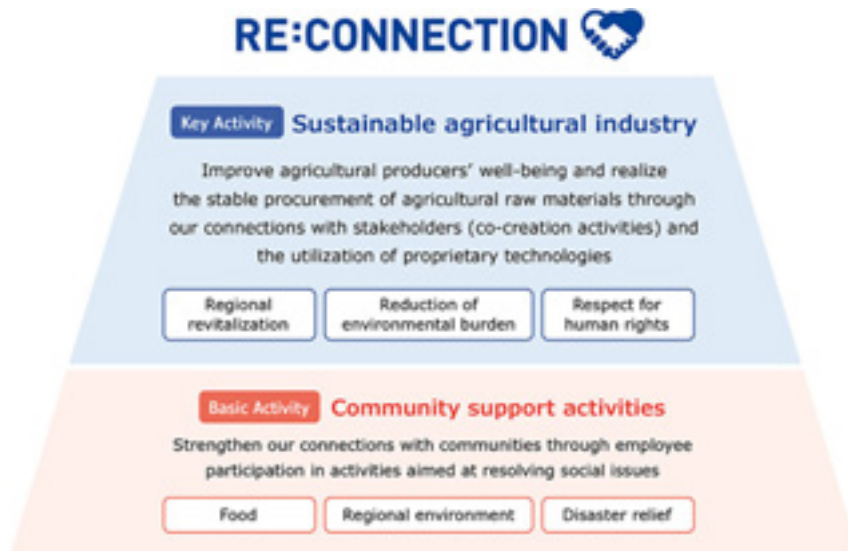 RE:CONNECTION
Key Activity Sustainable agricultural industry
Improve agricultural producers' well-being and realize
the stable procurement of agricultural raw materials through
our connections with stakeholders (co-creation activities) and
the utilization of proprietary technologies
Regional revitalization
Reduction of environmental burden
Respect for human rights
Basic Activity Community support activities
Strengthen our connections with communities through employee
participation in activities aimed at resolving social issues
Food
Regional environment
Disaster relief